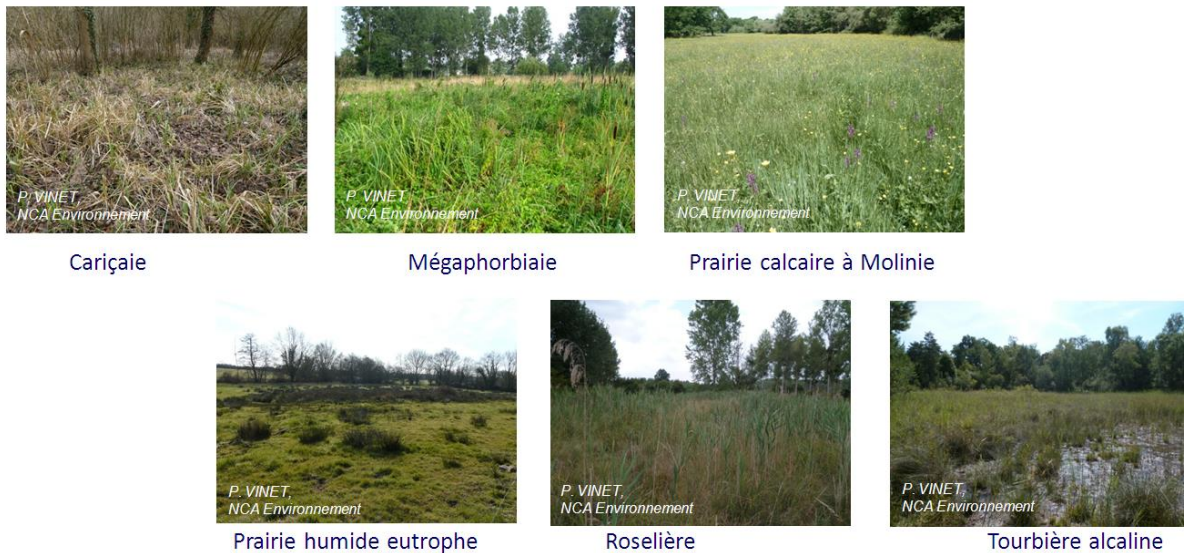 P. VINET,
NCA Environnement
P. VINET,
NCA Environnement
P. VINET,
NCA Environnement
Cariçaie
Mégaphorbiaie
Prairie calcaire à Molinie
P. VINET,
NCA Environnement
P. VINET,
NCA Environnement
P. VINET,
NCA Environnement
Prairie humide eutrophe
Roselière
Tourbière alcaline